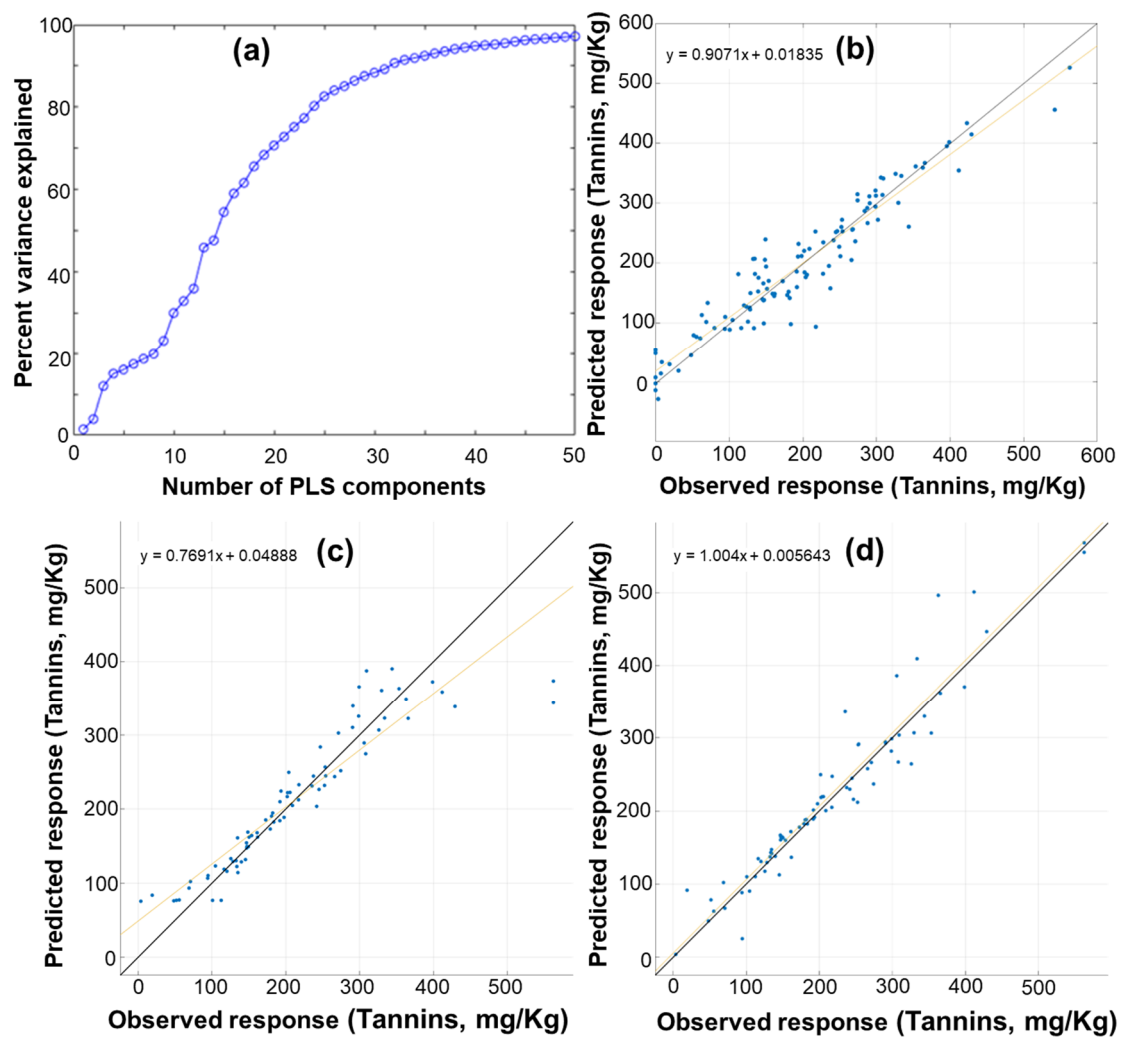 (a)
Percent variance explained
100
80
60
40
20
0
0 10 20 30 40 50
Number of PLS components
(b)
y = 0.9071x + 0.01835
Predicted response (Tannins, mg/Kg)
600
500
400
300
200
100
0
0 100 200 300 400 500 600
Observed response (Tannins, mg/Kg)
(c)
y = 0.7691x + 0.04888
Predicted response (Tannins, mg/Kg)
500
400
300
200
100
0
0 100 200 300 400 500
Observed response (Tannins, mg/Kg)
(d)
y = 1.004x + 0.005643
Predicted response (Tannins, mg/Kg)
500
400
300
200
100
0
0 100 200 300 400 500
Observed response (Tannins, mg/Kg)